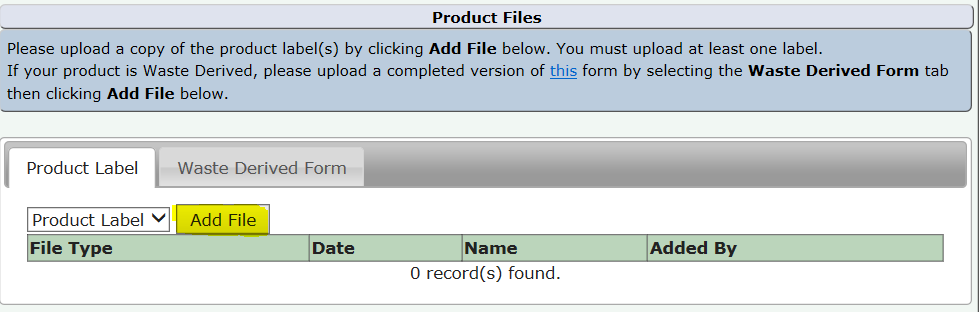 Product Files
Please upload a copy of the product label(s) by clicking Add File below. You must upload at least one label.
If your product is Waste Derived, please upload a completed version of this form by selecting the Waste Derived Form tab
then clicking Add File below.
Product Label Waste Derived Form
Product Label Add File
File Type Date Name Added By
0 record(s) found.